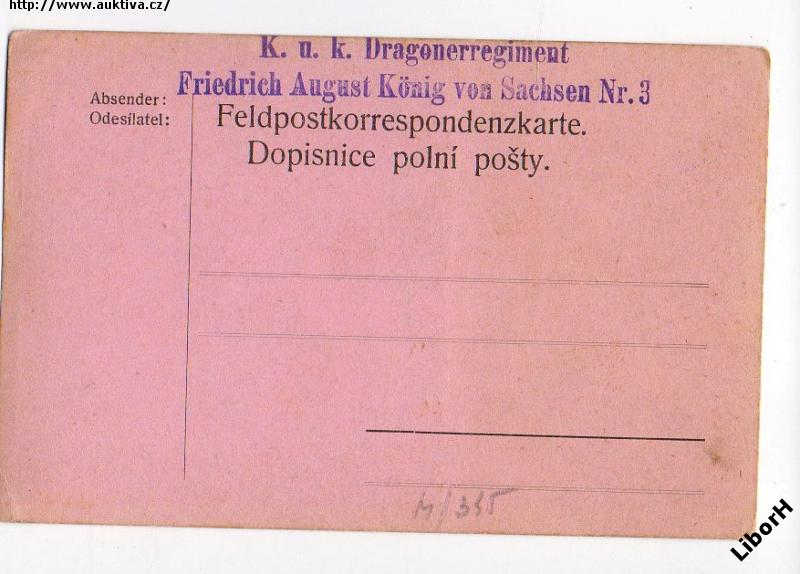 http://www.auktiva.cz/
K. u. k. Dragonerregiment
Friedrich August König von Sachsen Nr. 3
Absender:
Odesílatel:
Feldpostkorrespondenzkarte.
Dopisnice polní pošty.
M/335
LiborH